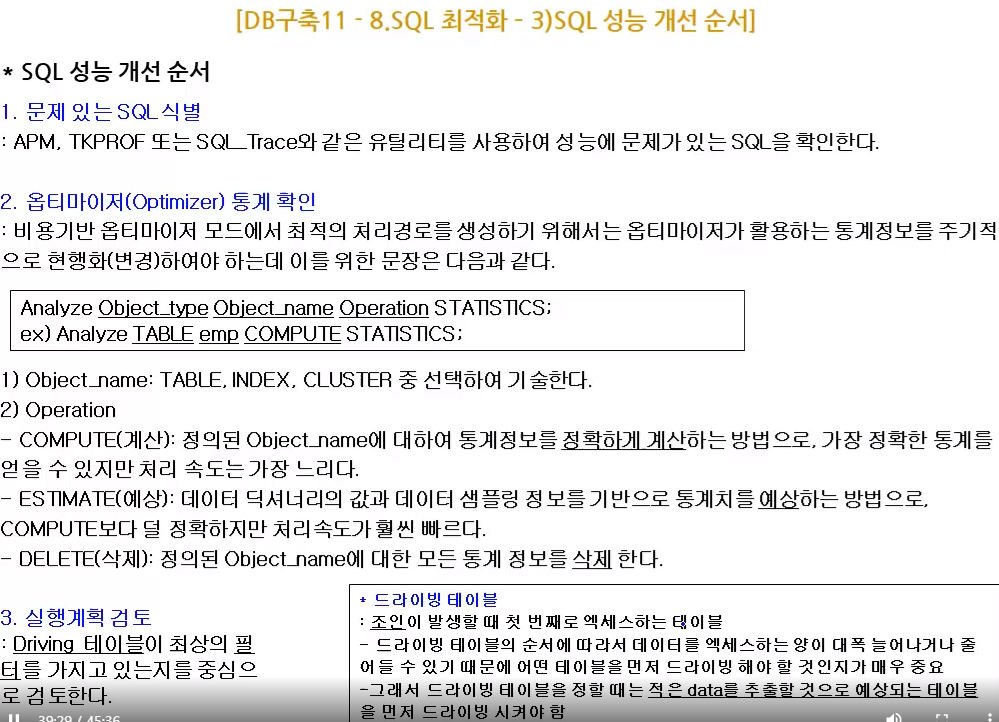 [DB구축11 - 8.SQL 최적화 - 3)SQL 성능 개선 순서]
* SQL 성능 개선 순서
1. 문제 있는 SQL 식별
: APM, TKPROF 또는 SQL_Trace와 같은 유틸리티를 사용하여 성능에 문제가 있는 SQL을 확인한다.
2. 옵티마이저(Optimizer) 통계 확인
: 비용기반 옵티마이저 모드에서 최적의 처리경로를 생성하기 위해서는 옵티마이저가 활용하는 통계정보를 주기적
으로 현행화(변경)하여야 하는데 이를 위한 문장은 다음과 같다.
Analyze Object_type Object_name Operation STATISTICS;
ex) Analyze TABLE emp COMPUTE STATISTICS;
1) Object_name: TABLE, INDEX, CLUSTER 중 선택하여 기술한다.
2) Operation
- COMPUTE(계산): 정의된 Object_name에 대하여 통계정보를 정확하게 계산하는 방법으로, 가장 정확한 통계를
얻을 수 있지만 처리 속도는 가장 느리다.
- ESTIMATE(예상): 데이터 딕셔너리의 값과 데이터 샘플링 정보를 기반으로 통계치를 예상하는 방법으로,
COMPUTE보다 덜 정확하지만 처리속도가 훨씬 빠르다.
- DELETE(삭제): 정의된 Object_name에 대한 모든 통계 정보를 삭제 한다.
3. 실행계획 검토
: Driving 테이블이 최상의 필
터를 가지고 있는지를 중심으
로 검토한다.
* 드라이빙 테이블
: 조인이 발생할 때 첫 번째로 엑세스하는 테이블
- 드라이빙 테이블의 순서에 따라서 데이터를 엑세스하는 양이 대폭 늘어나거나 줄
어들 수 있기 때문에 어떤 테이블을 먼저 드라이빙 해야 할 것인지가 매우 중요
-그래서 드라이빙 테이블을 정할 때는 적은 data를 추출할 것으로 예상되는 테이블
을 먼저 드라이빙 시켜야 함
39:29 / 45:36